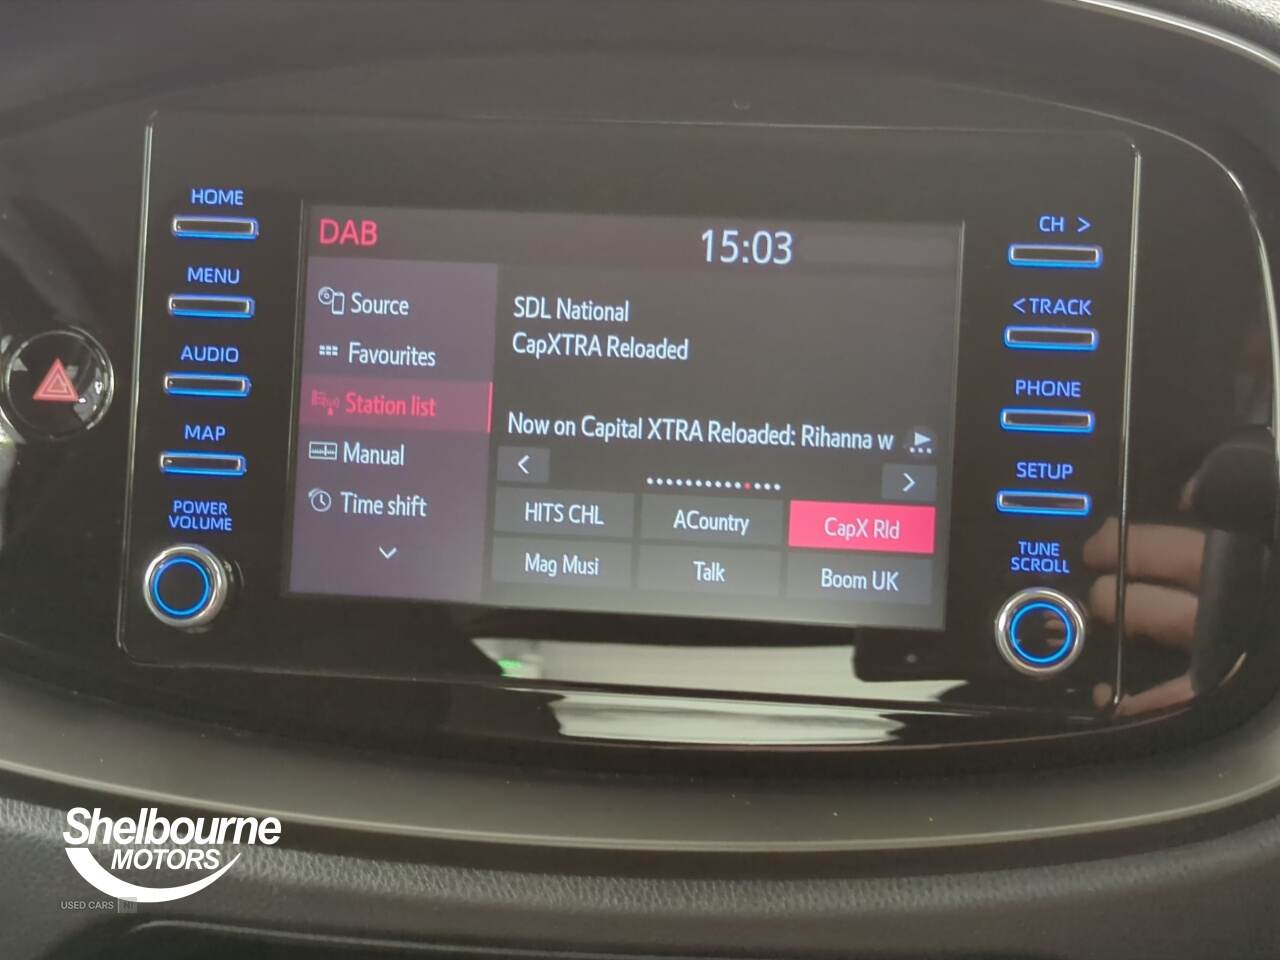 HOME
MENU
AUDIO
MAP
POWER
VOLUME
DAB
15:03
Source
Favourites
Station list
Manual
Time shift
SDL National
CapXTRA Reloaded
Now on Capital XTRA Reloaded: Rihanna w
HITS CHL
ACountry
CapX Rld
Mag Musi
Talk
Boom UK
CH >
< TRACK
PHONE
SETUP
TUNE
SCROLL
Shelbourne
MOTORS
USED CARS NI